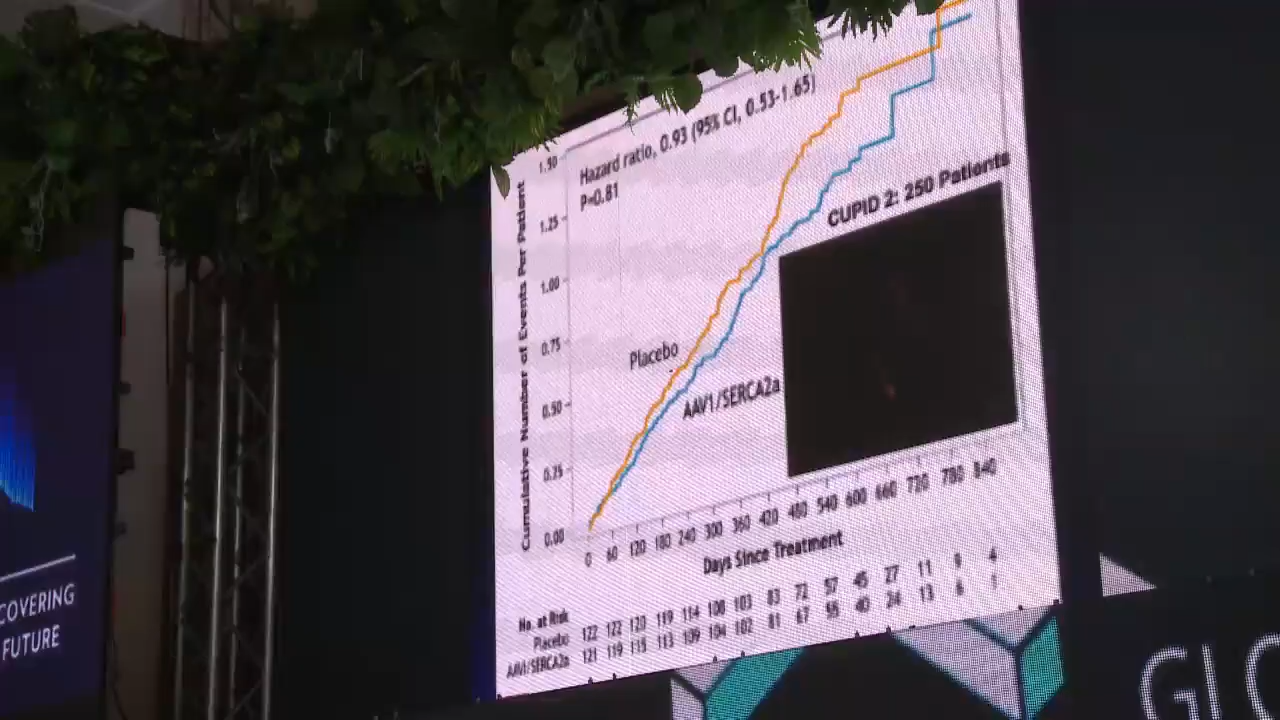 Hazard ratio, 0.93 (95% CI, 0.53-1.65)
P=0.81
Cumulative Number of Events Per Patient
1.50
1.25
1.00
0.75
0.50
0.25
0.00
Placebo
AAV1/SERCA2a
CUPID 2: 250 Patients
0 60 120 180 240 300 360 420 480 540 600 660 720 780 840
Days Since Treatment
No. at Risk
Placebo 122 122 120 119 114 108 103 83 72 57 45 27 11 9 4
AAV1/SERCA2a 121 119 115 113 109 104 102 81 67 55 40 24 13 6 1
COVERING
FUTURE
GLO